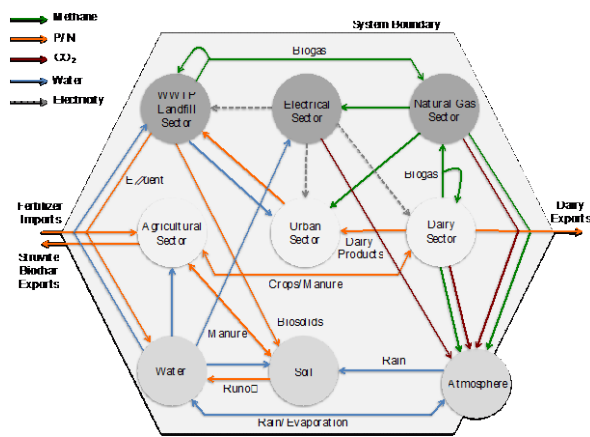 Methane
P/N
CO₂
Water
Electricity
System Boundary
Biogas
WWTP
Landfill
Sector
Electrical
Sector
Natural Gas
Sector
Biogas
Fertilizer
Imports
Struvite
Biochar
Exports
Agricultural
Sector
Urban
Sector
Dairy
Sector
Dairy
Products
Dairy
Exports
Crops/Manure
Manure
Biosolids
Water
Soil
Rain
Atmosphere
Rain/Evaporation